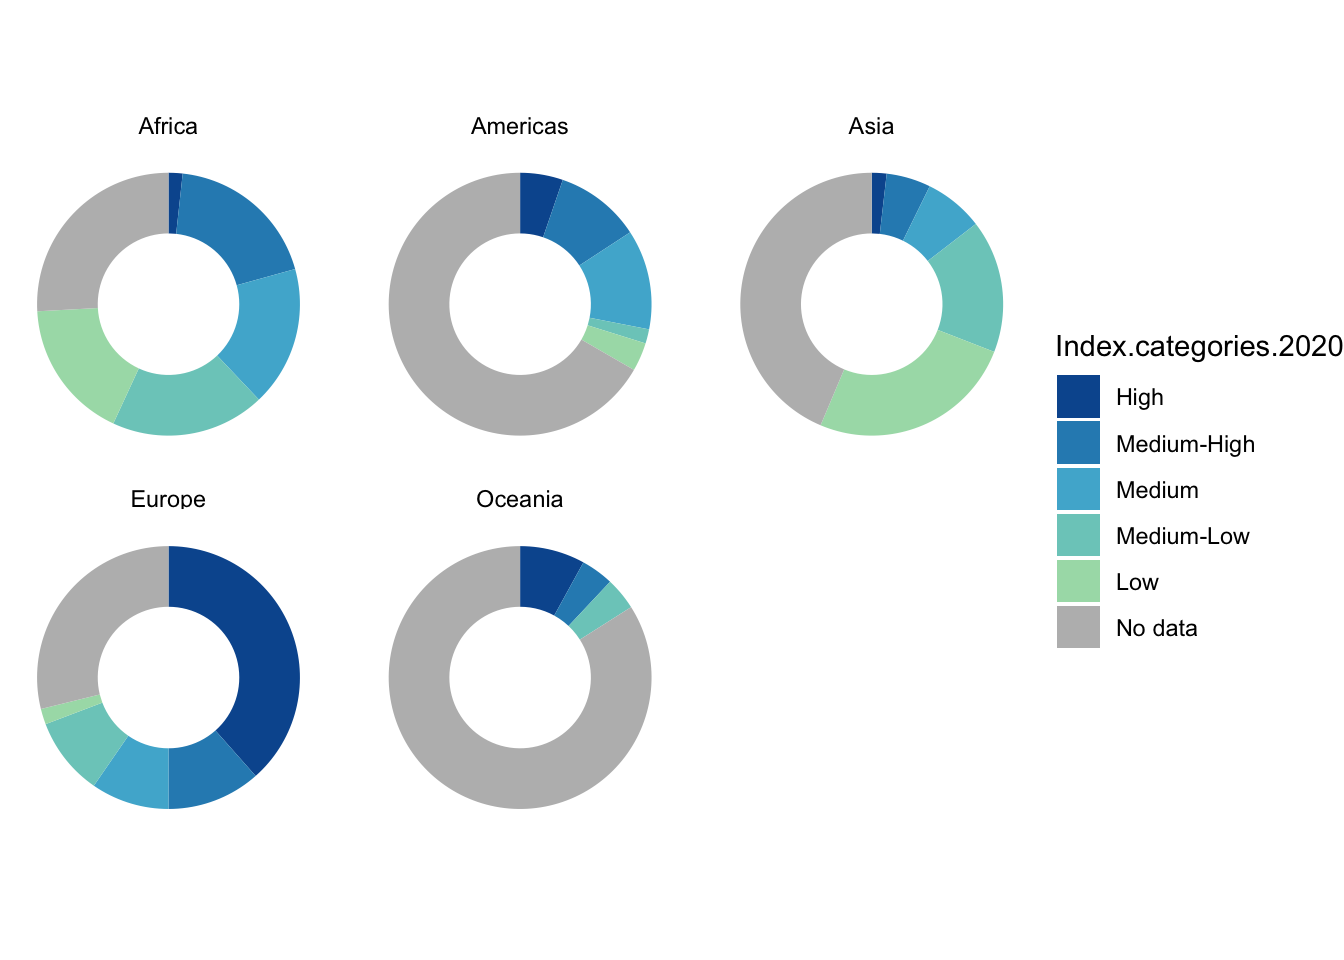 Africa
Americas
Asia
Europe
Oceania
Index.categories.2020
High
Medium-High
Medium
Medium-Low
Low
No data